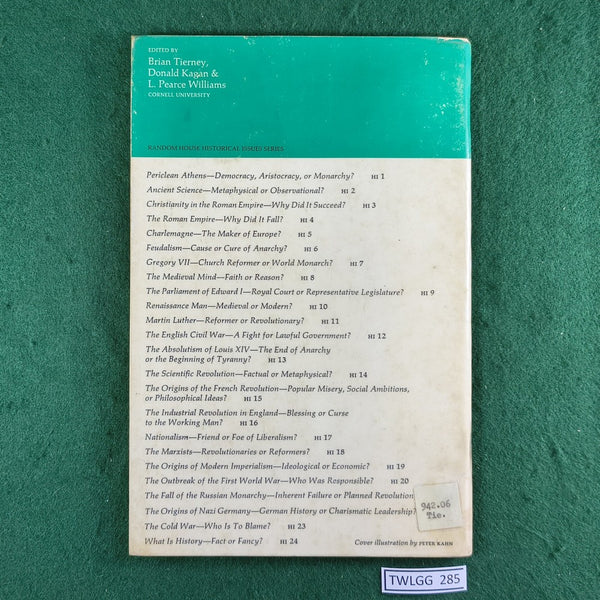 EDITED BY
Brian Tierney,
Donald Kagan &
L. Pearce Williams
CORNELL UNIVERSITY
RANDOM HOUSE HISTORICAL ISSUES SERIES
Periclean Athens—Democracy, Aristocracy, or Monarchy? HI 1
Ancient Science—Metaphysical or Observational? HI 2
Christianity in the Roman Empire—Why Did It Succeed? HI 3
The Roman Empire—Why Did It Fall? HI 4
Charlemagne—The Maker of Europe? HI 5
Feudalism—Cause or Cure of Anarchy? HI 6
Gregory VII—Church Reformer or World Monarch? HI 7
The Medieval Mind—Faith or Reason? HI 8
The Parliament of Edward I—Royal Court or Representative Legislature? HI 9
Renaissance Man—Medieval or Modern? HI 10
Martin Luther—Reformer or Revolutionary? HI 11
The English Civil War—A Fight for Lawful Government? HI 12
The Absolutism of Louis XIV—The End of Anarchy
or the Beginning of Tyranny? HI 13
The Scientific Revolution—Factual or Metaphysical? HI 14
The Origins of the French Revolution—Popular Misery, Social Ambitions,
or Philosophical Ideas? HI 15
The Industrial Revolution in England—Blessing or Curse
to the Working Man? HI 16
Nationalism—Friend or Foe of Liberalism? HI 17
The Marxists—Revolutionaries or Reformers? HI 18
The Origins of Modern Imperialism—Ideological or Economic? HI 19
The Outbreak of the First World War—Who Was Responsible? HI 20
The Fall of the Russian Monarchy—Inherent Failure or Planned Revolution
The Origins of Nazi Germany—German History or Charismatic Leadership?
The Cold War—Who Is To Blame? HI 23
What Is History—Fact or Fancy? HI 24
942.06
Tie.
Cover illustration by PETER KAHN
TWLGG 285